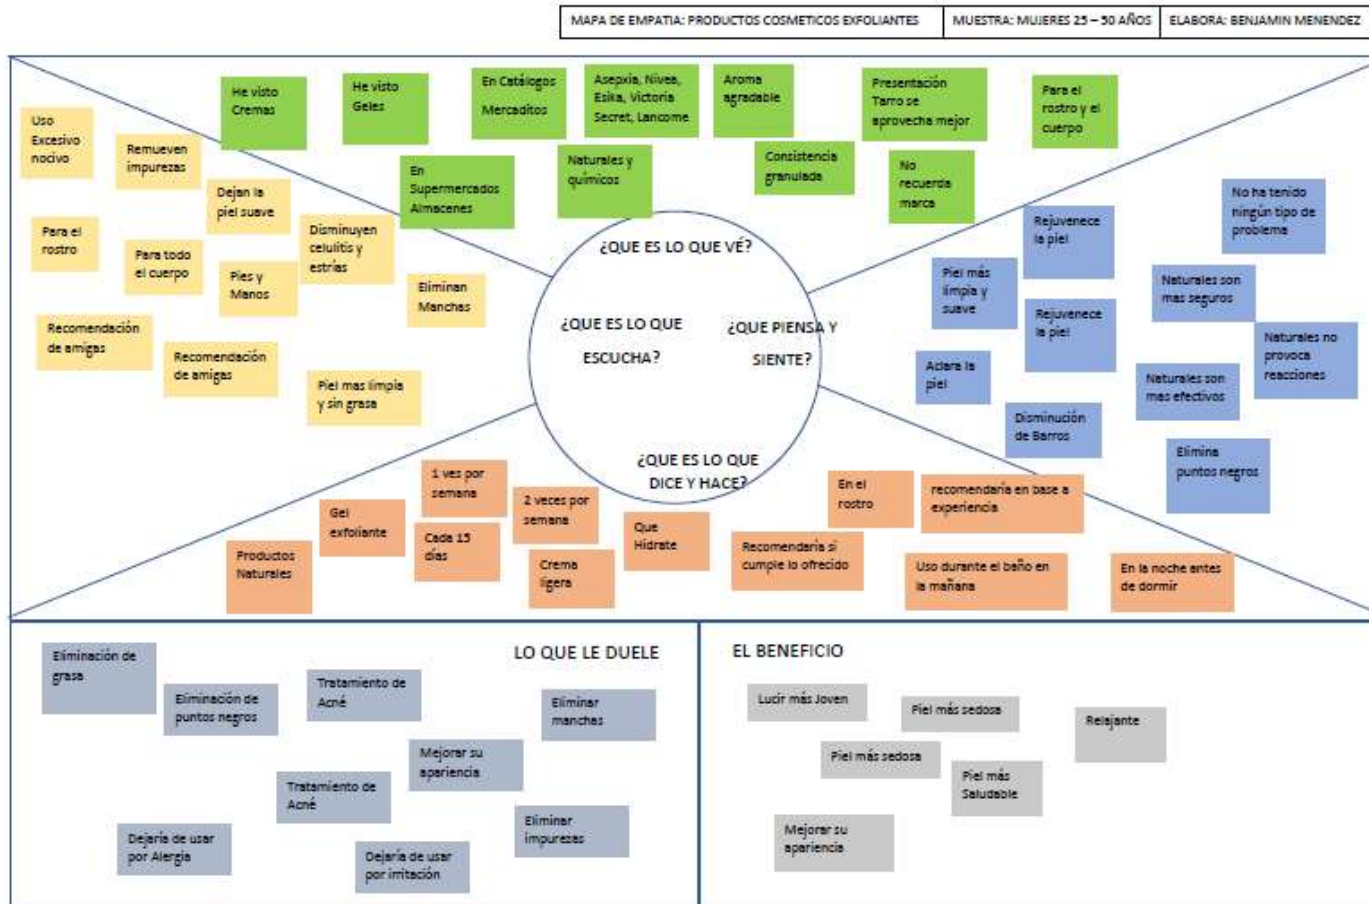 MAPA DE EMPATIA: PRODUCTOS COSMETICOS EXFOLIANTES
MUESTRA: MUJERES 25 – 50 AÑOS
ELABORA: BENJAMIN MENENDEZ
He visto
Cremas
He visto
Geles
En Catálogos
Mercaditos
Asepxia, Nivea,
Esika, Victoria
Secret, Lancome
Aroma
agradable
Presentación
Tarro se
aprovecha mejor
Para el
rostro y el
cuerpo
En
Supermercados
Almacenes
Naturales y
químicos
Consistencia
granulada
No
recuerda
marca
Uso
Excesivo
nocivo
Remueven
impurezas
Dejan la
piel suave
Disminuyen
celulitis y
estrías
Para el
rostro
Para todo
el cuerpo
Pies y
Manos
Eliminan
Manchas
Recomendación
de amigas
Recomendación
de amigas
Piel mas limpia
y sin grasa
¿QUE ES LO QUE VÉ?
¿QUE ES LO QUE
ESCUCHA?
¿QUE PIENSA Y
SIENTE?
¿QUE ES LO QUE
DICE Y HACE?
No ha tenido
ningún tipo de
problema
Rejuvenece
la piel
Piel más
limpia y
suave
Naturales son
mas seguros
Rejuvenece
la piel
Naturales no
provoca
reacciones
Aclara la
piel
Naturales son
mas efectivos
Disminución
de Barros
Elimina
puntos negros
Productos
Naturales
Gel
exfoliante
1 ves por
semana
Cada 15
días
2 veces por
semana
Crema
ligera
Que
Hídrate
Recomendaría si
cumple lo ofrecido
En el
rostro
recomendaría en base a
experiencia
Uso durante el baño en
la mañana
En la noche antes
de dormir
LO QUE LE DUELE
Eliminación de
grasa
Eliminación de
puntos negros
Tratamiento de
Acné
Eliminar
manchas
Mejorar su
apariencia
Tratamiento de
Acné
Eliminar
impurezas
Dejaría de usar
por Alergia
Dejaría de usar
por irritación
EL BENEFICIO
Lucir más Joven
Piel más sedosa
Relajante
Piel más sedosa
Piel más
Saludable
Mejorar su
apariencia